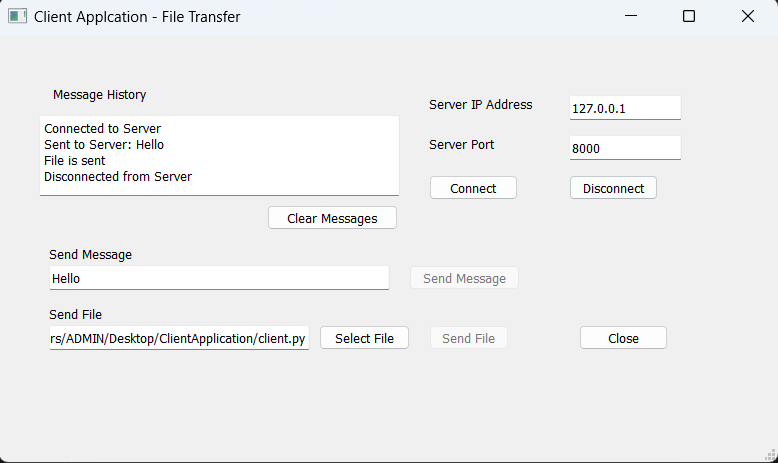 Client Applcation - File Transfer
Message History
Connected to Server
Sent to Server: Hello
File is sent
Disconnected from Server
Clear Messages
Server IP Address
127.0.0.1
Server Port
8000
Connect
Disconnect
Send Message
Hello
Send Message
Send File
rs/ADMIN/Desktop/ClientApplication/client.py
Select File
Send File
Close